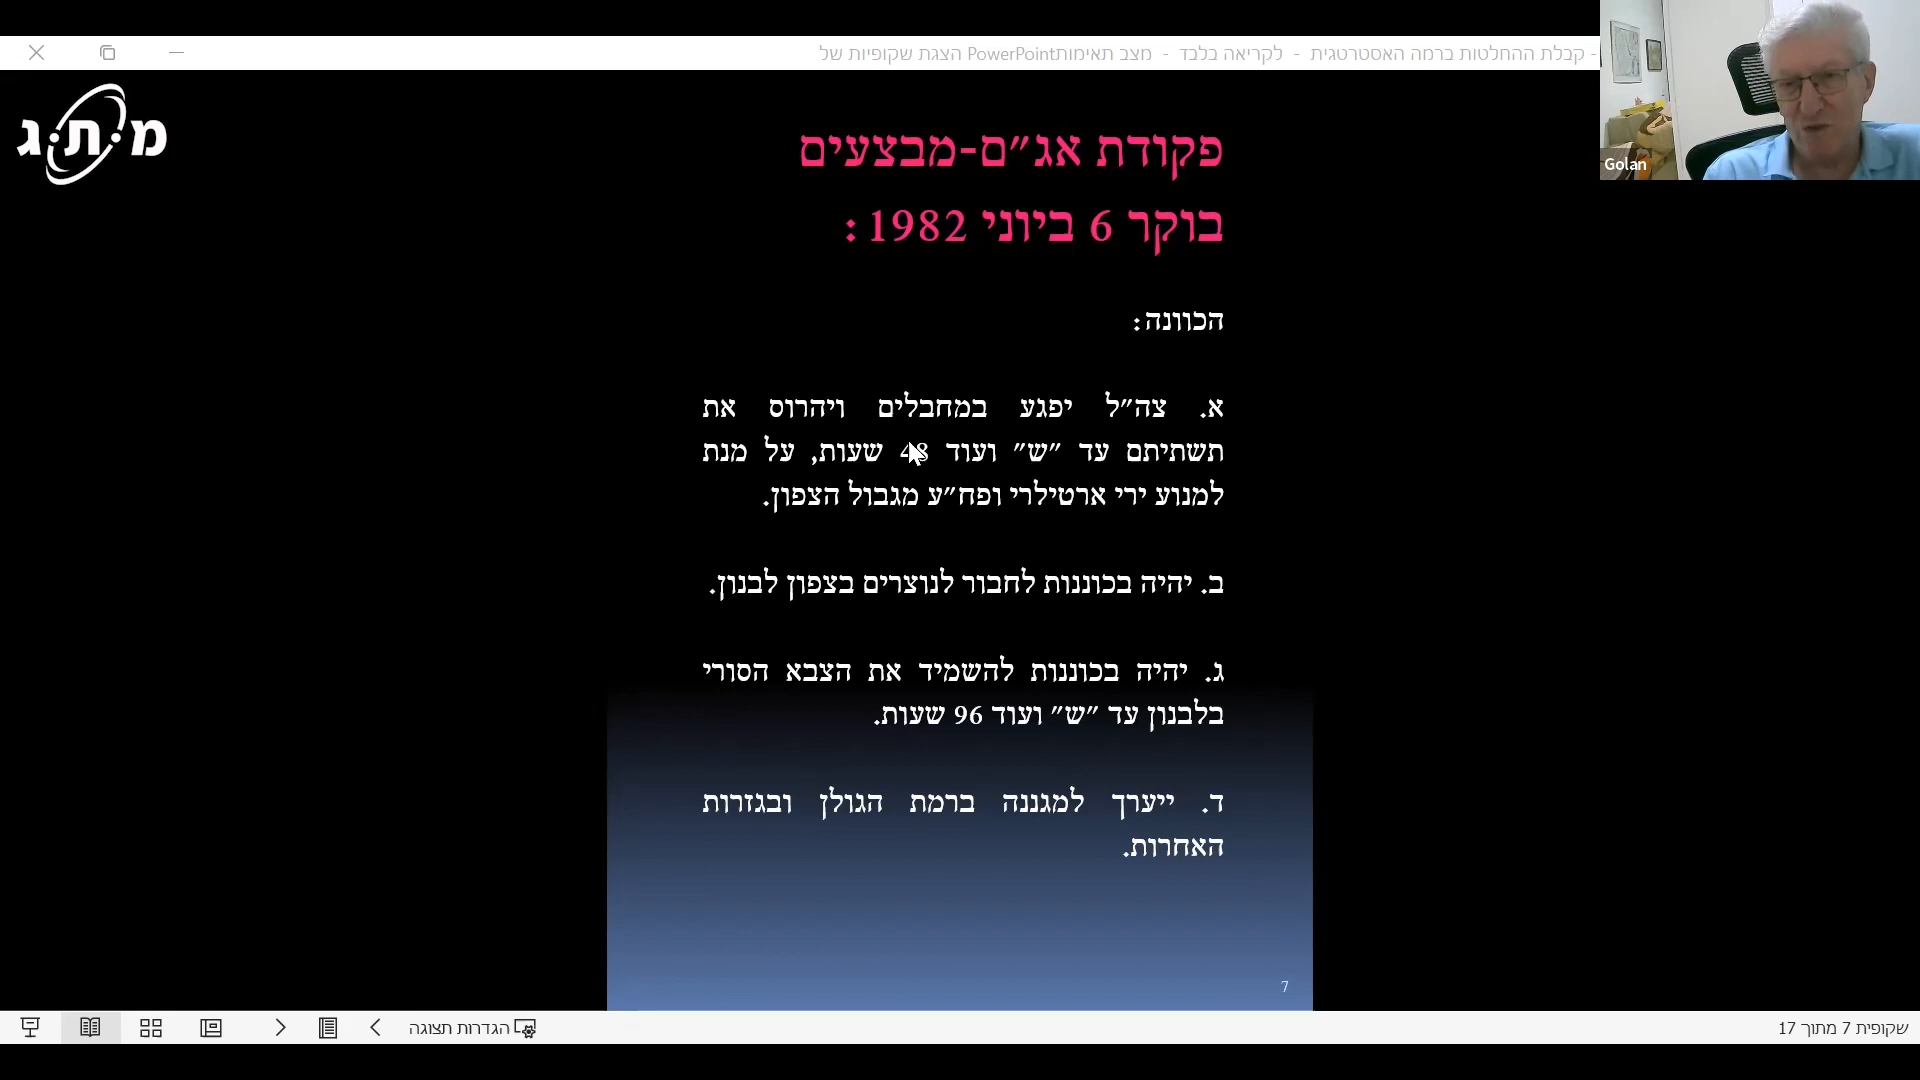 הצגת שקופיות של PowerPoint - קבלת ההחלטות ברמה האסטרטגית - לקריאה בלבד - מצב תאימות
מ.ת.ג
Golan
פקודת אג"ם-מבצעים
בוקר 6 ביוני 1982:
הכוונה:
א. צה"ל יפגע במחבלים ויהרוס את
תשתיתם עד "ש" ועוד 48 שעות, על מנת
למנוע ירי ארטילרי ופח"ע מגבול הצפון.
ב. יהיה בכוננות לחבור לנוצרים בצפון לבנון.
ג. יהיה בכוננות להשמיד את הצבא הסורי
בלבנון עד "ש" ועוד 96 שעות.
ד. ייערך למגננה ברמת הגולן ובגזרות
האחרות.
7
שקופית 7 מתוך 17
הגדרות תצוגה